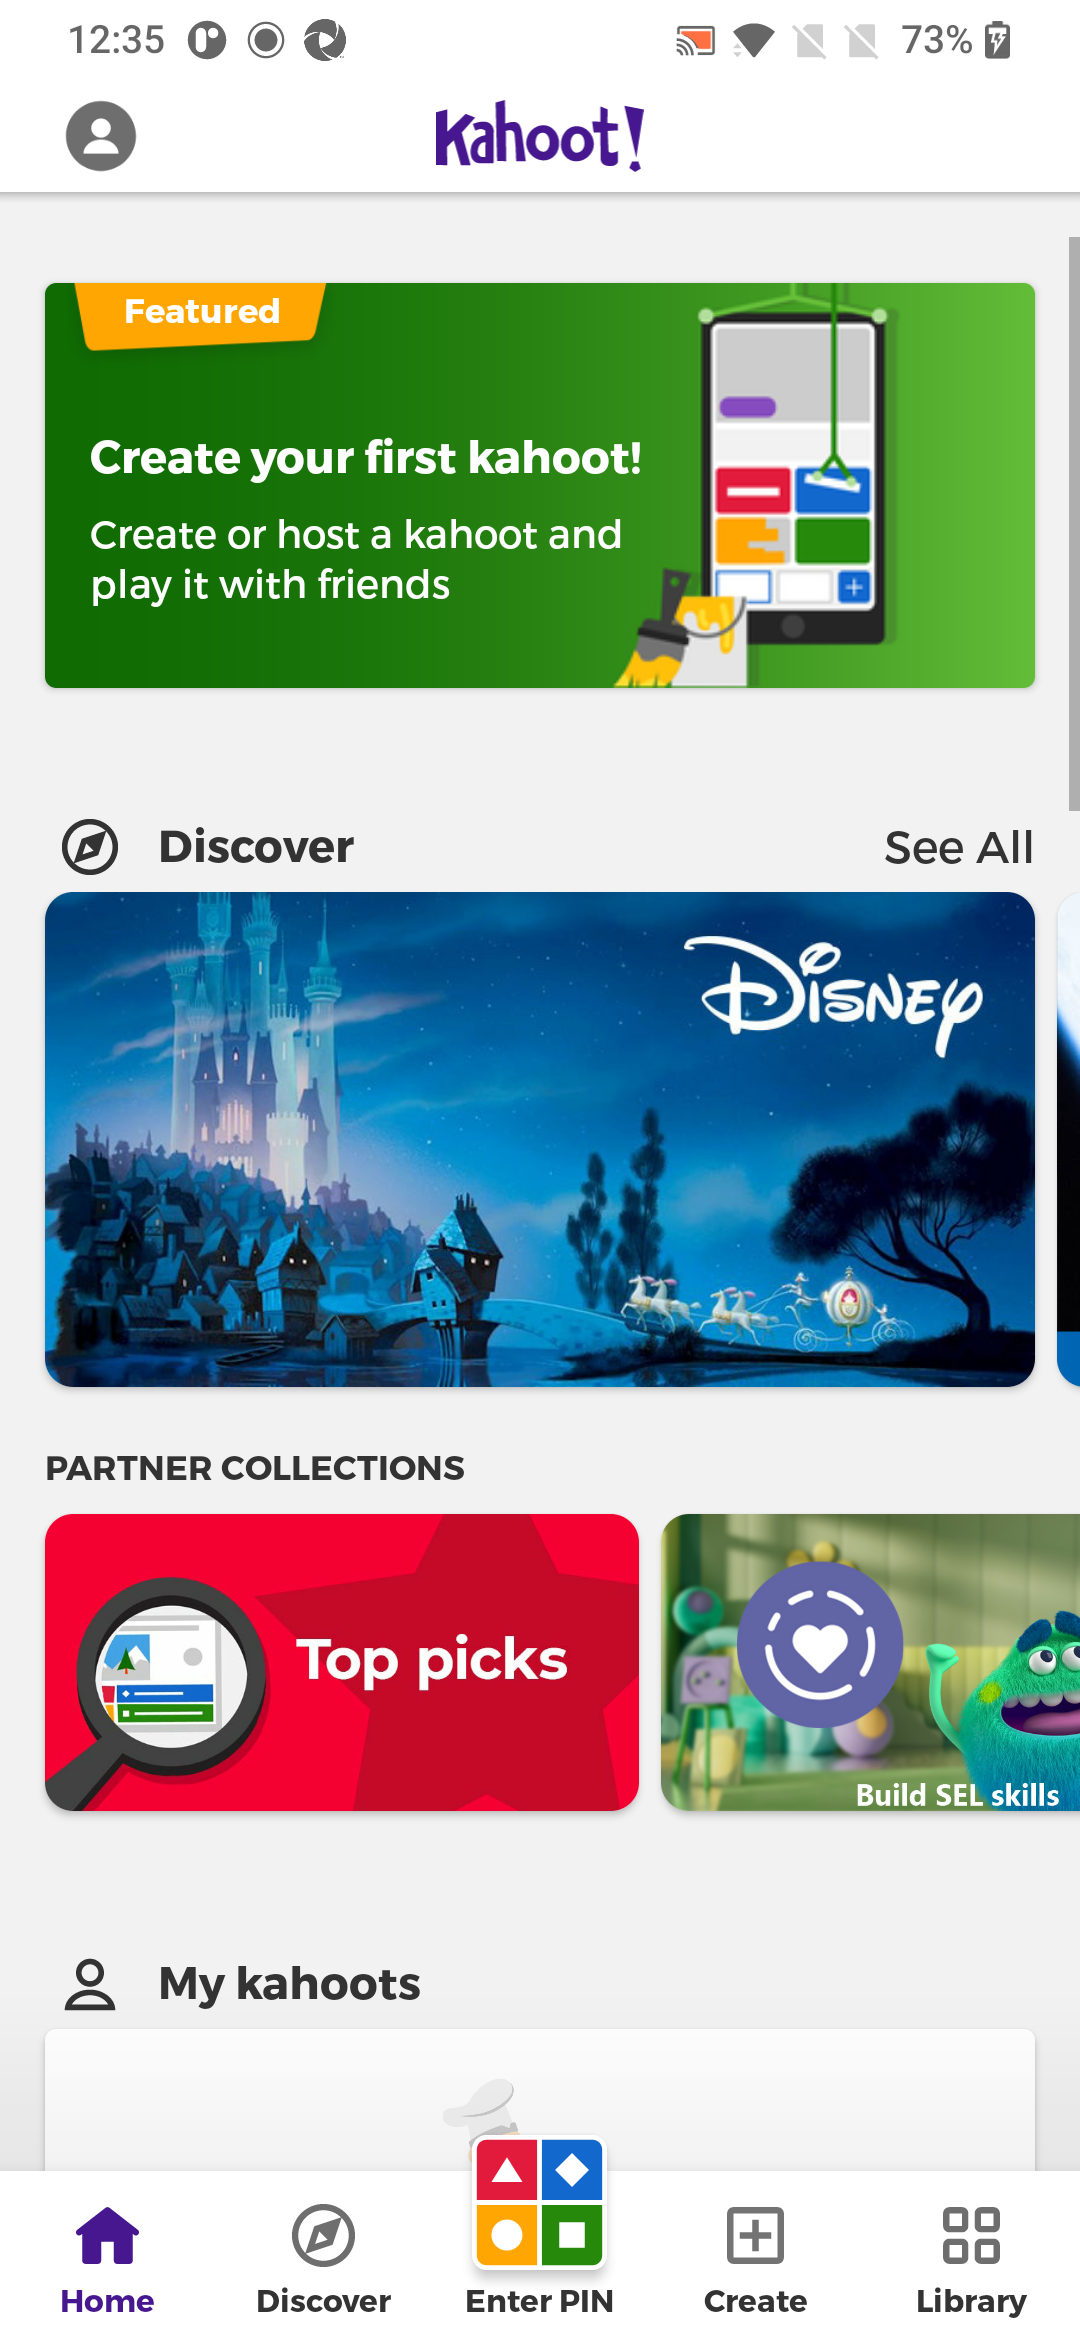 12:35
73%
Kahoot!
Featured
Create your first kahoot!
Create or host a kahoot and
play it with friends
Discover
See All
Disney
PARTNER COLLECTIONS
Top picks
Build SEL skills
My kahoots
Home
Discover
Enter PIN
Create
Library